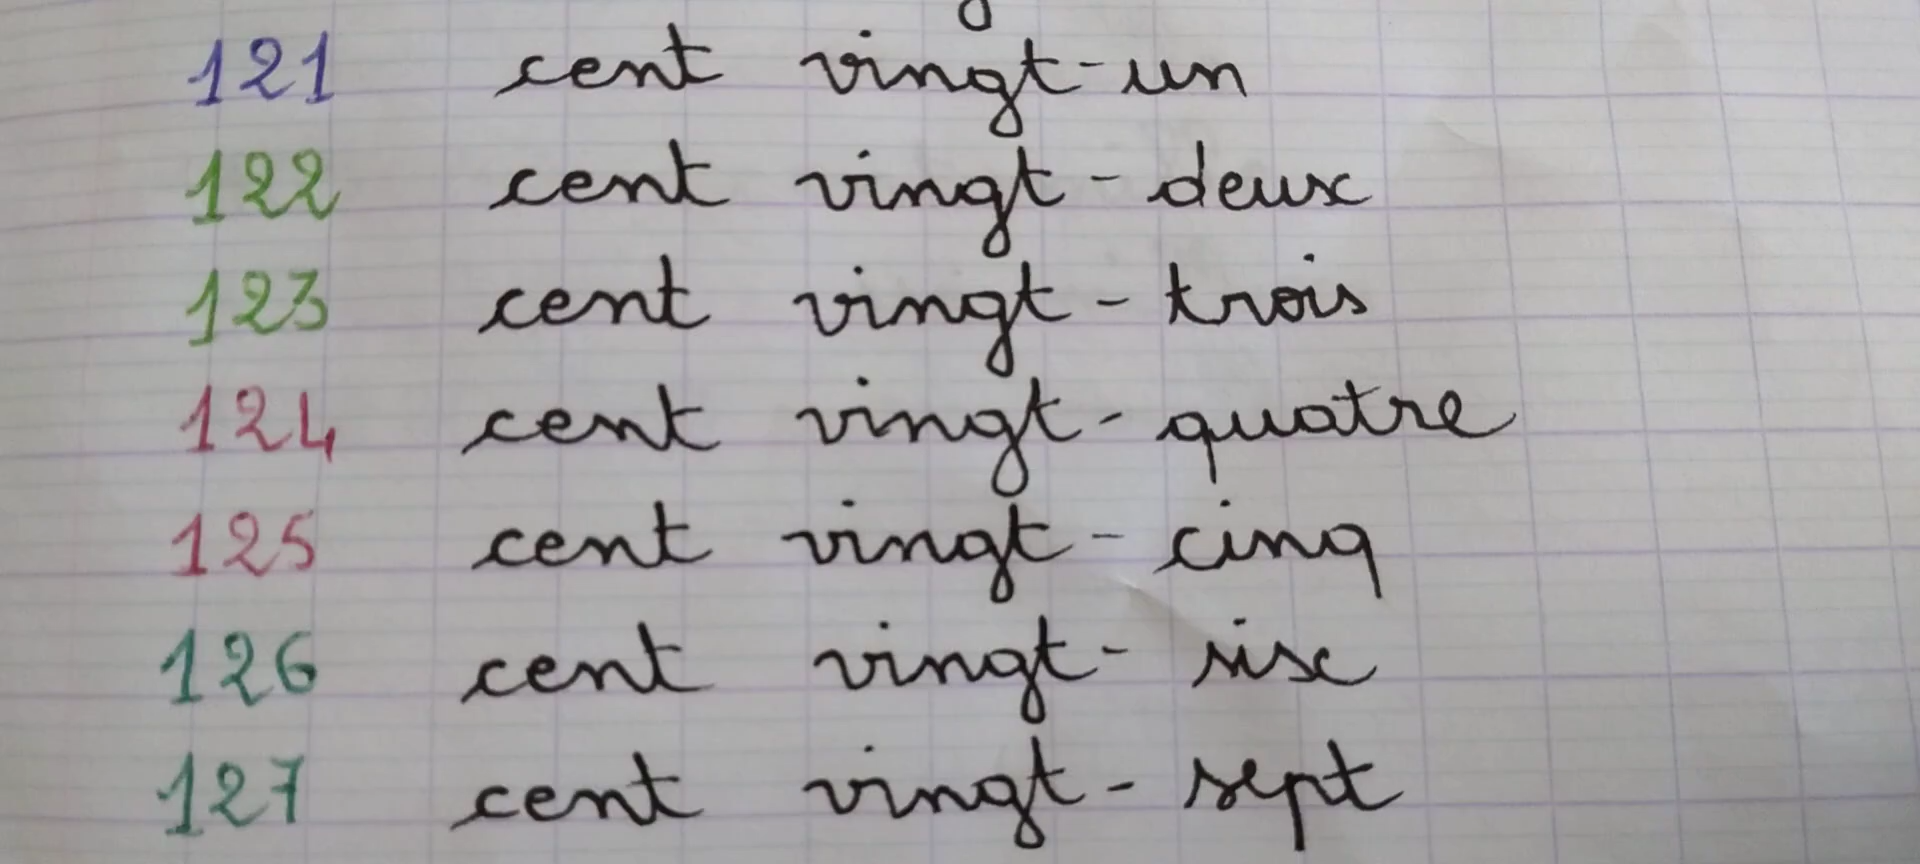 121 cent vingt-un
122 cent vingt-deux
123 cent vingt-trois
124 cent vingt-quatre
125 cent vingt-cinq
126 cent vingt-six
127 cent vingt-sept